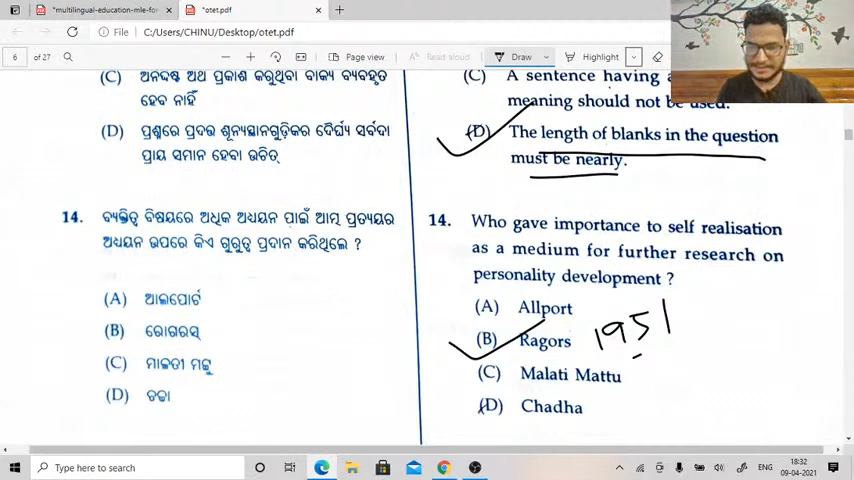 *multilingual-education-mle-for
*otet.pdf
File
C:/Users/CHINU/Desktop/otet.pdf
6
of 27
Page view
Read aloud
Draw
Highlight
(C) ଅନଦ୍ଦଷ୍ଟ ଅଥ ପ୍ରକାଶ କରୁଥିବା ବାକ୍ୟ ବ୍ୟବହୃତ
ହେବ ନାହିଁ
(D) ପ୍ରଶ୍ନରେ ପ୍ରଦତ୍ତ ଶୂନ୍ୟସ୍ଥାନଗୁଡ଼ିକର ଦୈର୍ଘ୍ୟ ସର୍ବଦା
ପ୍ରାୟ ସମାନ ହେବା ଉଚିତ୍
14. ବ୍ୟକ୍ତିତ୍ୱ ବିଷୟରେ ଅଧିକ ଅଧ୍ୟୟନ ପାଇଁ ଆତ୍ମ ପ୍ରତ୍ୟୟର
ଅଧ୍ୟୟନ ଉପରେ କିଏ ଗୁରୁତ୍ୱ ପ୍ରଦାନ କରିଥିଲେ ?
(A) ଆଲପୋର୍ଟ
(B) ରୋଗରସ୍
(C) ମାଳତୀ ମଟ୍ଟୁ
(D) ଚଢ୍ଢା
(C) A sentence having
meaning should not be used.
(D) The length of blanks in the question
must be nearly.
14. Who gave importance to self realisation
as a medium for further research on
personality development ?
(A) Allport
(B) Ragors 1951
(C) Malati Mattu
(D) Chadha
Type here to search
ENG
18:32
09-04-2021